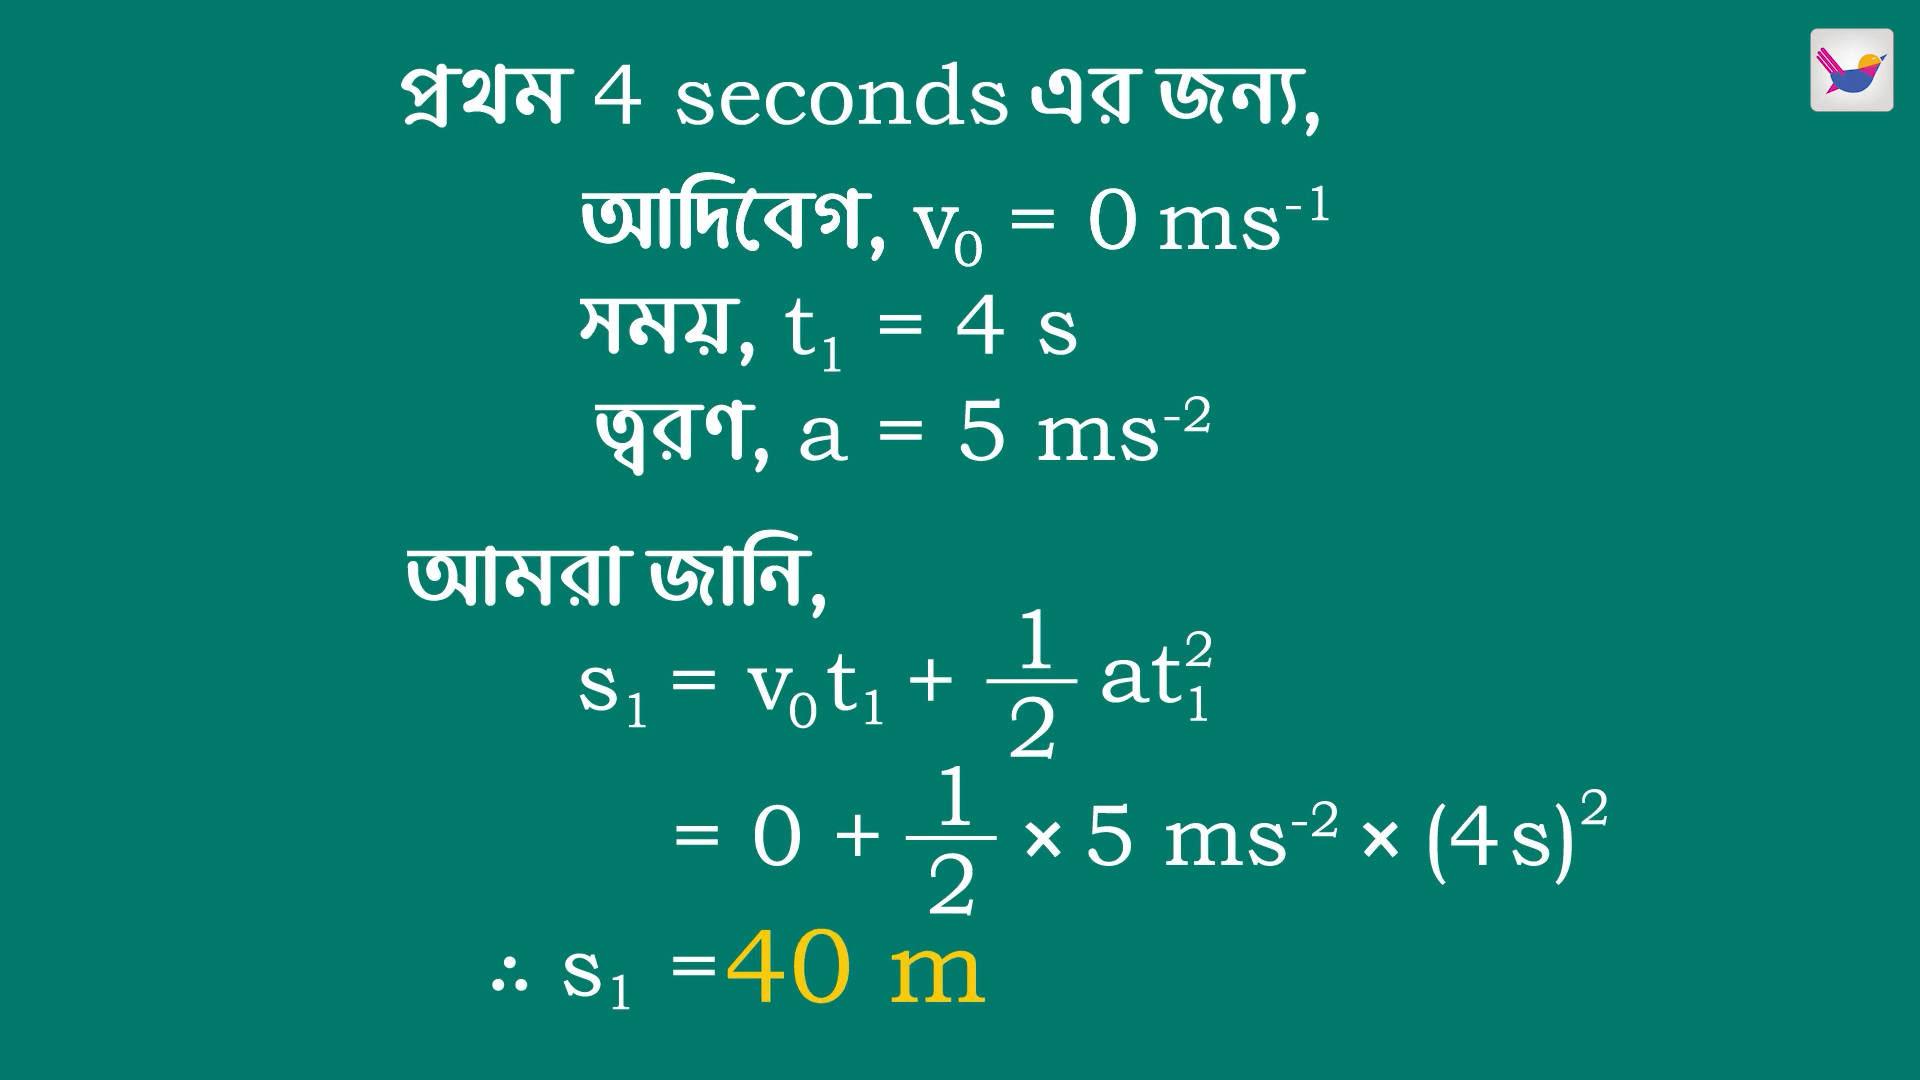 প্রথম 4 seconds এর জন্য,
আদিবেগ, v₀ = 0 ms⁻¹
সময়, t₁ = 4 s
ত্বরণ, a = 5 ms⁻²
আমরা জানি,
s₁ = v₀t₁ + 1/2 at₁²
= 0 + 1/2 × 5 ms⁻² × (4 s)²
∴ s₁ = 40 m